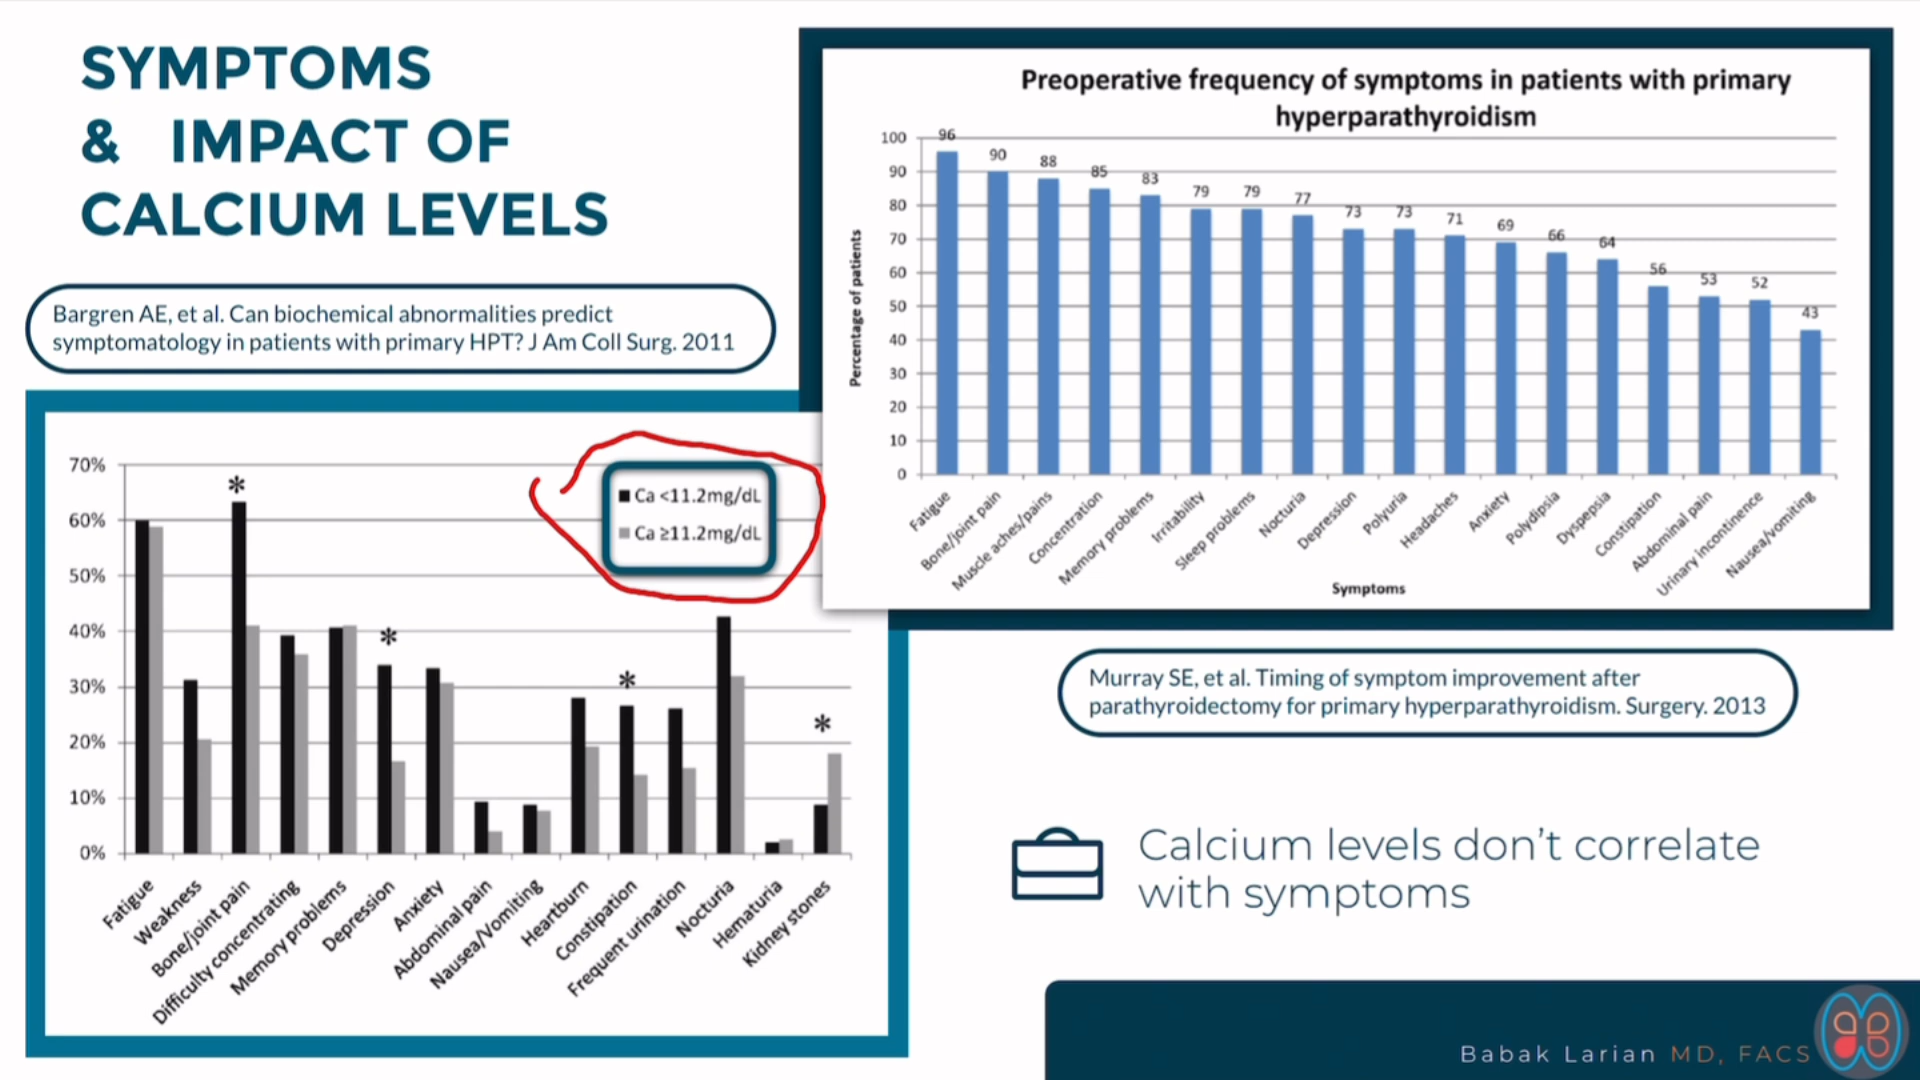 SYMPTOMS
& IMPACT OF
CALCIUM LEVELS
Bargren AE, et al. Can biochemical abnormalities predict
symptomatology in patients with primary HPT? J Am Coll Surg. 2011
70%
60%
50%
40%
30%
20%
10%
0%
*
*
*
*
Ca <11.2mg/dL
Ca ≥11.2mg/dL
Fatigue
Weakness
Bone/joint pain
Difficulty concentrating
Memory problems
Depression
Anxiety
Abdominal pain
Nausea/Vomiting
Heartburn
Constipation
Frequent urination
Nocturia
Hematuria
Kidney stones
Preoperative frequency of symptoms in patients with primary
hyperparathyroidism
Percentage of patients
100
90
80
70
60
50
40
30
20
10
0
96
90
88
85
83
79
79
77
73
73
71
69
66
64
56
53
52
43
Fatigue
Bone/joint pain
Muscle aches/pains
Concentration
Memory problems
Irritability
Sleep problems
Nocturia
Depression
Polyuria
Headaches
Anxiety
Polydipsia
Dyspepsia
Constipation
Abdominal pain
Urinary incontinence
Nausea/vomiting
Symptoms
Murray SE, et al. Timing of symptom improvement after
parathyroidectomy for primary hyperparathyroidism. Surgery. 2013
Calcium levels don't correlate
with symptoms
Babak Larian MD, FACS